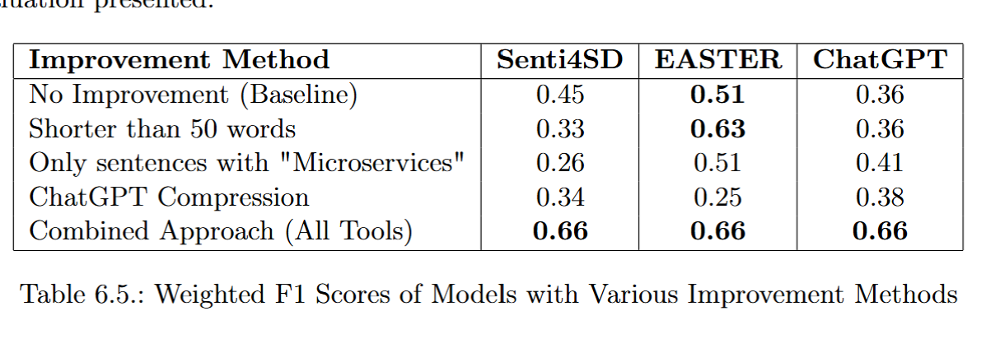 presented.
Improvement Method Senti4SD EASTER ChatGPT
No Improvement (Baseline) 0.45 0.51 0.36
Shorter than 50 words 0.33 0.63 0.36
Only sentences with "Microservices" 0.26 0.51 0.41
ChatGPT Compression 0.34 0.25 0.38
Combined Approach (All Tools) 0.66 0.66 0.66
Table 6.5.: Weighted F1 Scores of Models with Various Improvement Methods